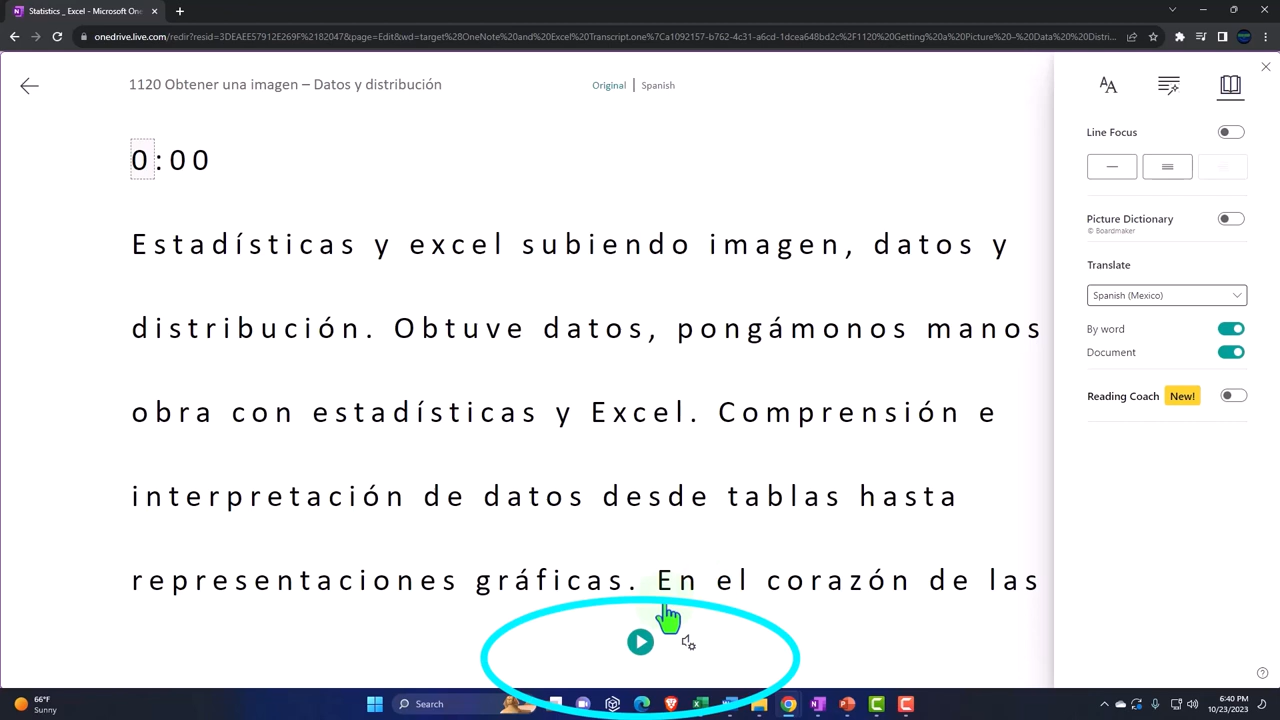 Statistics _ Excel - Microsoft One
onedrive.live.com/redir?resid=3DEAEE57912E269F%2182047&page=Edit&wd=target%28OneNote%20and%20Excel%20Transcript.one%7Ca1092157-b762-4c31-a6cd-1dcea648bd2c%2F1120%20Getting%20a%20Picture%20–%20Data%20%20Distri...
1120 Obtener una imagen – Datos y distribución
Original | Spanish
0:00
Estadísticas y excel subiendo imagen, datos y
distribución. Obtuve datos, pongámonos manos
obra con estadísticas y Excel. Comprensión e
interpretación de datos desde tablas hasta
representaciones gráficas. En el corazón de las
Line Focus
Picture Dictionary
© Boardmaker
Translate
Spanish (Mexico)
By word
Document
Reading Coach New!
66°F
Sunny
Search
6:40 PM
10/23/2023